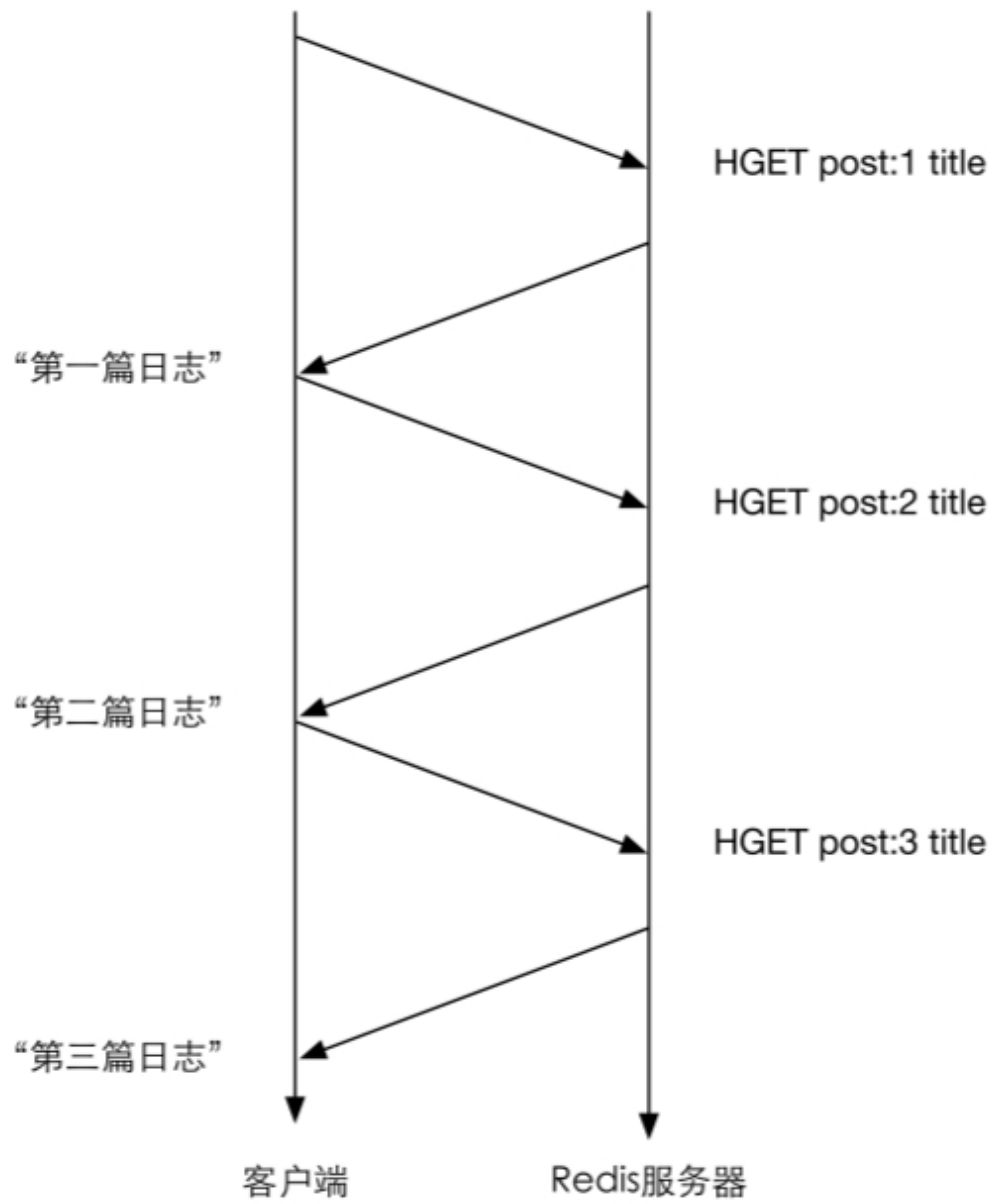 HGET post:1 title
“第一篇日志”
HGET post:2 title
“第二篇日志”
HGET post:3 title
“第三篇日志”
客户端
Redis服务器